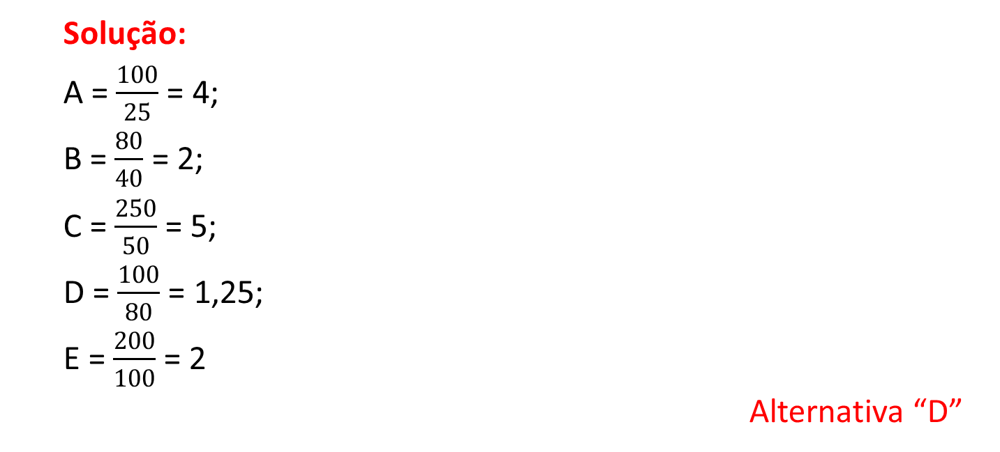 Solução:
A = 100/25 = 4;
B = 80/40 = 2;
C = 250/50 = 5;
D = 100/80 = 1,25;
E = 200/100 = 2
Alternativa “D”